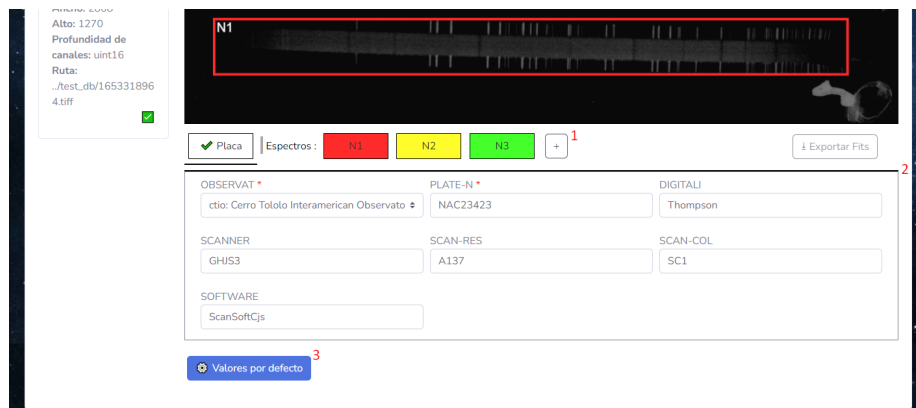 Alto: 1270
Profundidad de
canales: uint16
Ruta:
../test_db/165331896
4.tiff
N1
Placa
Espectros :
N1
N2
N3
+
1
Exportar Fits
2
OBSERVAT *
PLATE-N *
DIGITALI
ctio: Cerro Tololo Interamerican Observato
NAC23423
Thompson
SCANNER
SCAN-RES
SCAN-COL
GHJS3
A137
SC1
SOFTWARE
ScanSoftCjs
Valores por defecto
3